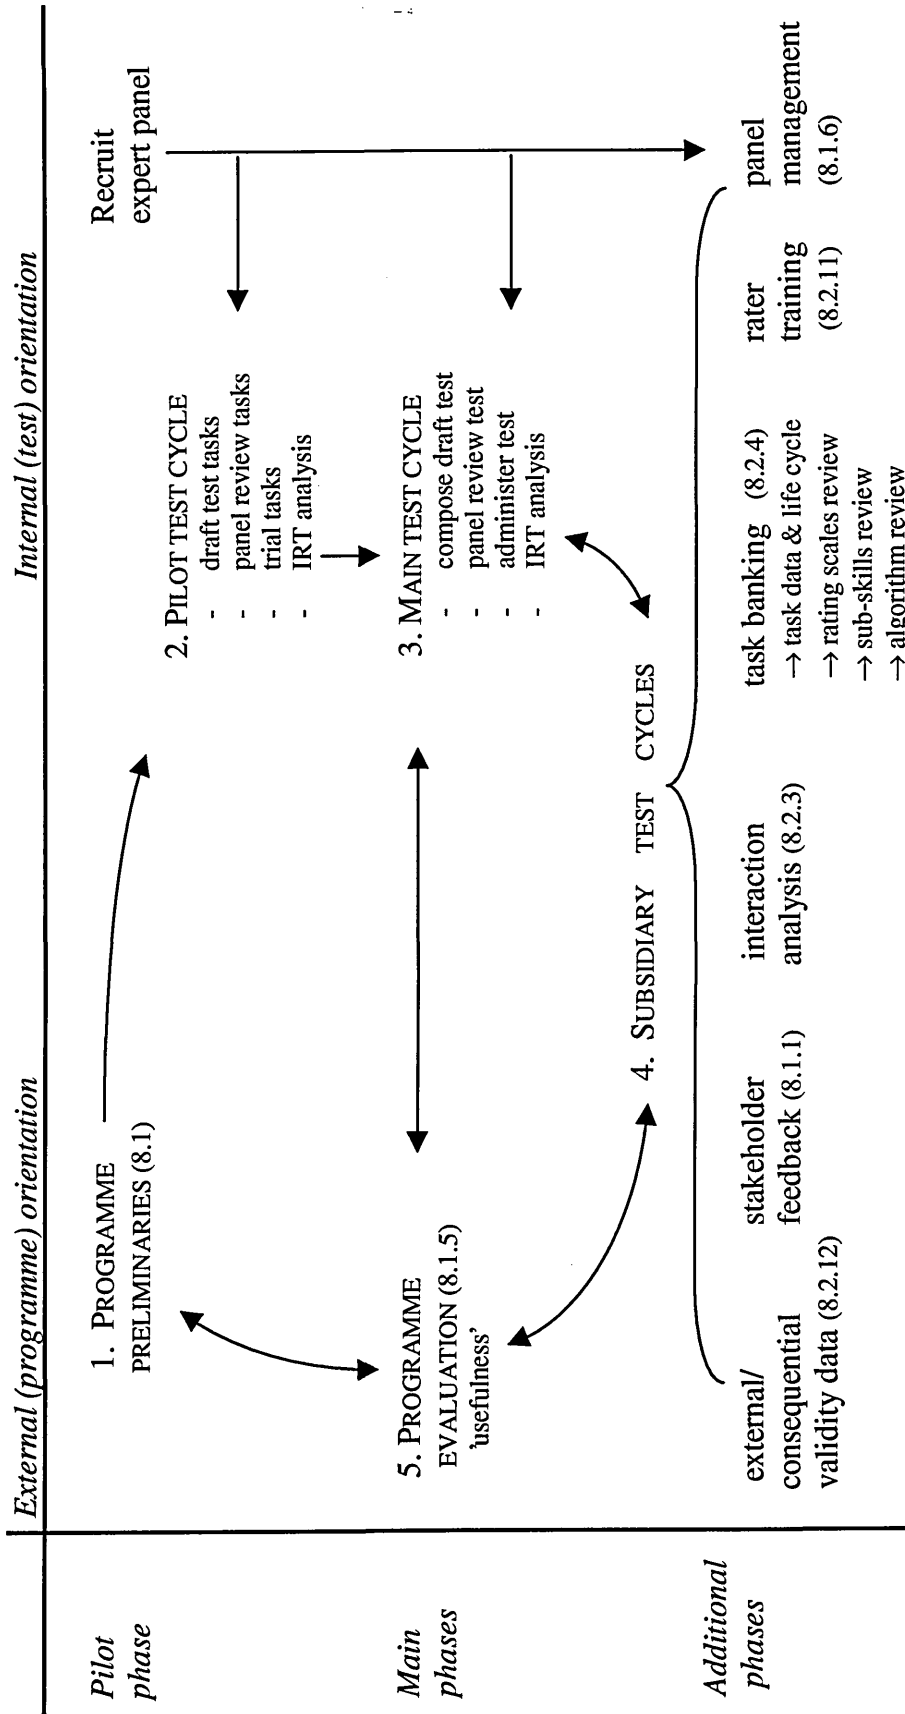 External (programme) orientation
Internal (test) orientation
Pilot
phase
1. PROGRAMME
PRELIMINARIES (8.1)
2. PILOT TEST CYCLE
- draft test tasks
- panel review tasks
- trial tasks
- IRT analysis
Recruit
expert panel
Main
phases
5. PROGRAMME
EVALUATION (8.1.5)
'usefulness'
3. MAIN TEST CYCLE
- compose draft test
- panel review test
- administer test
- IRT analysis
4. SUBSIDIARY TEST CYCLES
Additional
phases
external/
consequential
validity data (8.2.12)
stakeholder
feedback (8.1.1)
interaction
analysis (8.2.3)
task banking (8.2.4)
→ task data & life cycle
→ rating scales review
→ sub-skills review
→ algorithm review
rater
training
(8.2.11)
panel
management
(8.1.6)